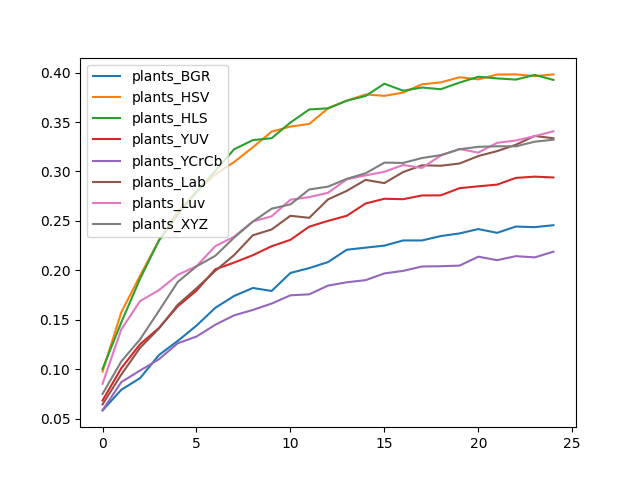 0.40
0.35
0.30
0.25
0.20
0.15
0.10
0.05
plants_BGR
plants_HSV
plants_HLS
plants_YUV
plants_YCrCb
plants_Lab
plants_Luv
plants_XYZ
0 5 10 15 20 25